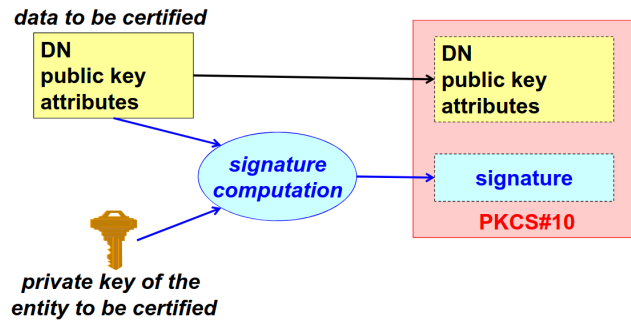 data to be certified
DN
public key
attributes
DN
public key
attributes
signature
computation
signature
PKCS#10
private key of the
entity to be certified